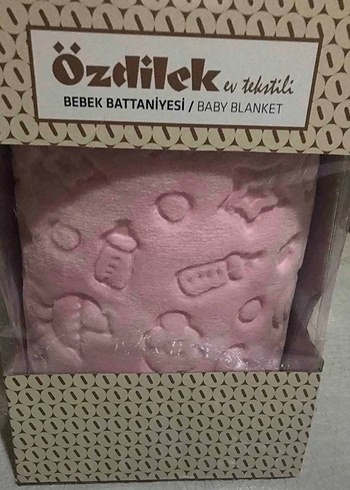 Özdilek ev tekstili
BEBEK BATTANİYESİ / BABY BLANKET